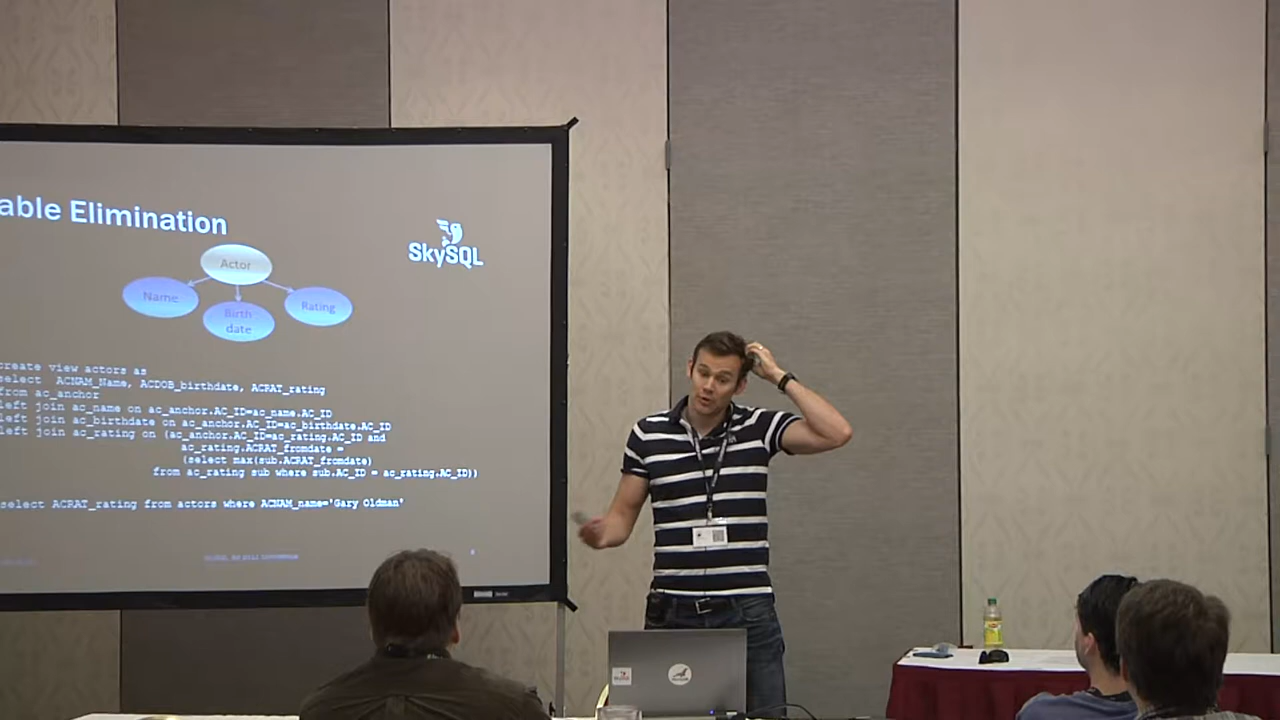 able Elimination
SkySQL
Actor
Name
Birth
date
Rating
create view actors as
select ACNAM_Name, ACDOB_birthdate, ACRAT_rating
from ac_anchor
left join ac_name on ac_anchor.AC_ID=ac_name.AC_ID
left join ac_birthdate on ac_anchor.AC_ID=ac_birthdate.AC_ID
left join ac_rating on (ac_anchor.AC_ID=ac_rating.AC_ID and
ac_rating.ACRAT_fromdate =
(select max(sub.ACRAT_fromdate)
from ac_rating sub where sub.AC_ID = ac_rating.AC_ID))
select ACRAT_rating from actors where ACNAM_name='Gary Oldman'